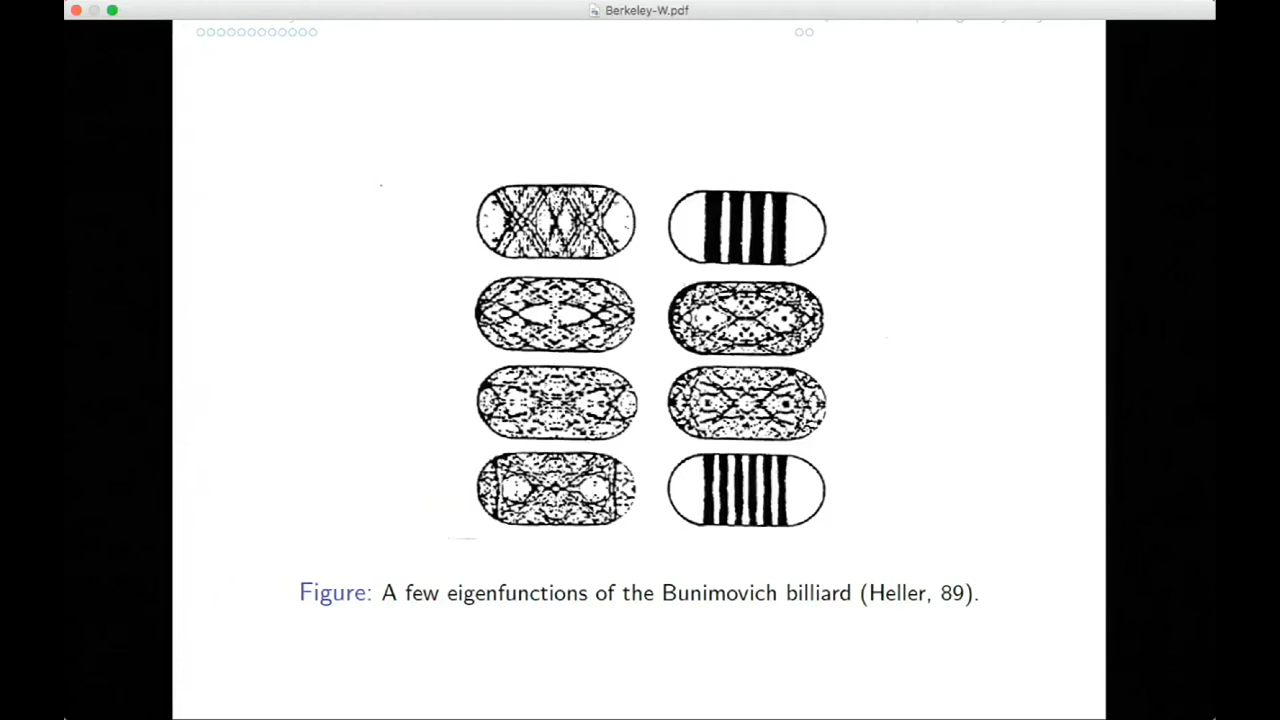 Berkeley-W.pdf
Figure: A few eigenfunctions of the Bunimovich billiard (Heller, 89).